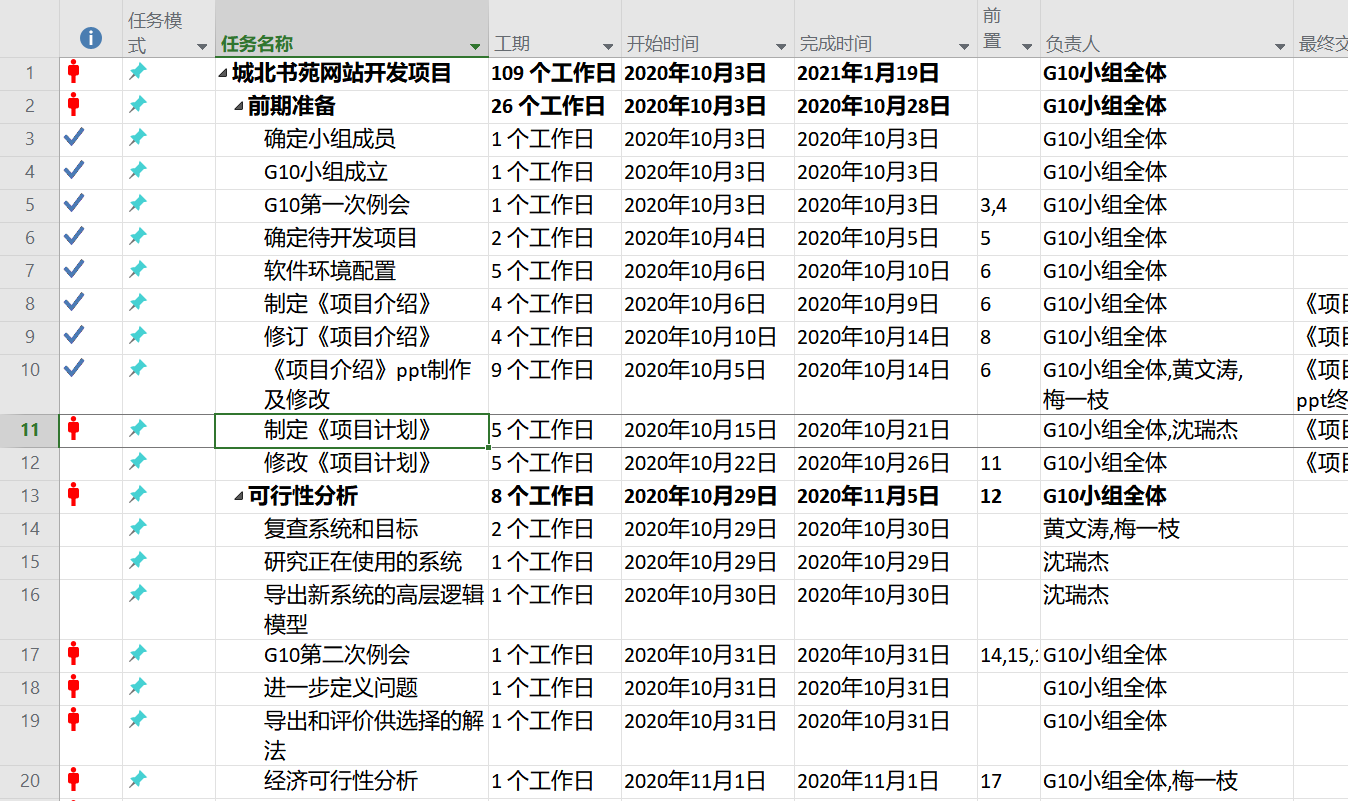 任务模式 任务名称 工期 开始时间 完成时间 前置 负责人 最终交
1 城北书苑网站开发项目 109 个工作日 2020年10月3日 2021年1月19日 G10小组全体
2 前期准备 26 个工作日 2020年10月3日 2020年10月28日 G10小组全体
3 确定小组成员 1 个工作日 2020年10月3日 2020年10月3日 G10小组全体
4 G10小组成立 1 个工作日 2020年10月3日 2020年10月3日 G10小组全体
5 G10第一次例会 1 个工作日 2020年10月3日 2020年10月3日 3,4 G10小组全体
6 确定待开发项目 2 个工作日 2020年10月4日 2020年10月5日 5 G10小组全体
7 软件环境配置 5 个工作日 2020年10月6日 2020年10月10日 6 G10小组全体
8 制定《项目介绍》 4 个工作日 2020年10月6日 2020年10月9日 6 G10小组全体 《项目
9 修订《项目介绍》 4 个工作日 2020年10月10日 2020年10月14日 8 G10小组全体 《项目
10 《项目介绍》ppt制作及修改 9 个工作日 2020年10月5日 2020年10月14日 6 G10小组全体,黄文涛,梅一枝 《项目ppt终
11 制定《项目计划》 5 个工作日 2020年10月15日 2020年10月21日 G10小组全体,沈瑞杰 《项目
12 修改《项目计划》 5 个工作日 2020年10月22日 2020年10月26日 11 G10小组全体 《项目
13 可行性分析 8 个工作日 2020年10月29日 2020年11月5日 12 G10小组全体
14 复查系统和目标 2 个工作日 2020年10月29日 2020年10月30日 黄文涛,梅一枝
15 研究正在使用的系统 1 个工作日 2020年10月29日 2020年10月29日 沈瑞杰
16 导出新系统的高层逻辑模型 1 个工作日 2020年10月30日 2020年10月30日 沈瑞杰
17 G10第二次例会 1 个工作日 2020年10月31日 2020年10月31日 14,15,1 G10小组全体
18 进一步定义问题 1 个工作日 2020年10月31日 2020年10月31日 G10小组全体
19 导出和评价供选择的解法 1 个工作日 2020年10月31日 2020年10月31日 G10小组全体
20 经济可行性分析 1 个工作日 2020年11月1日 2020年11月1日 17 G10小组全体,梅一枝